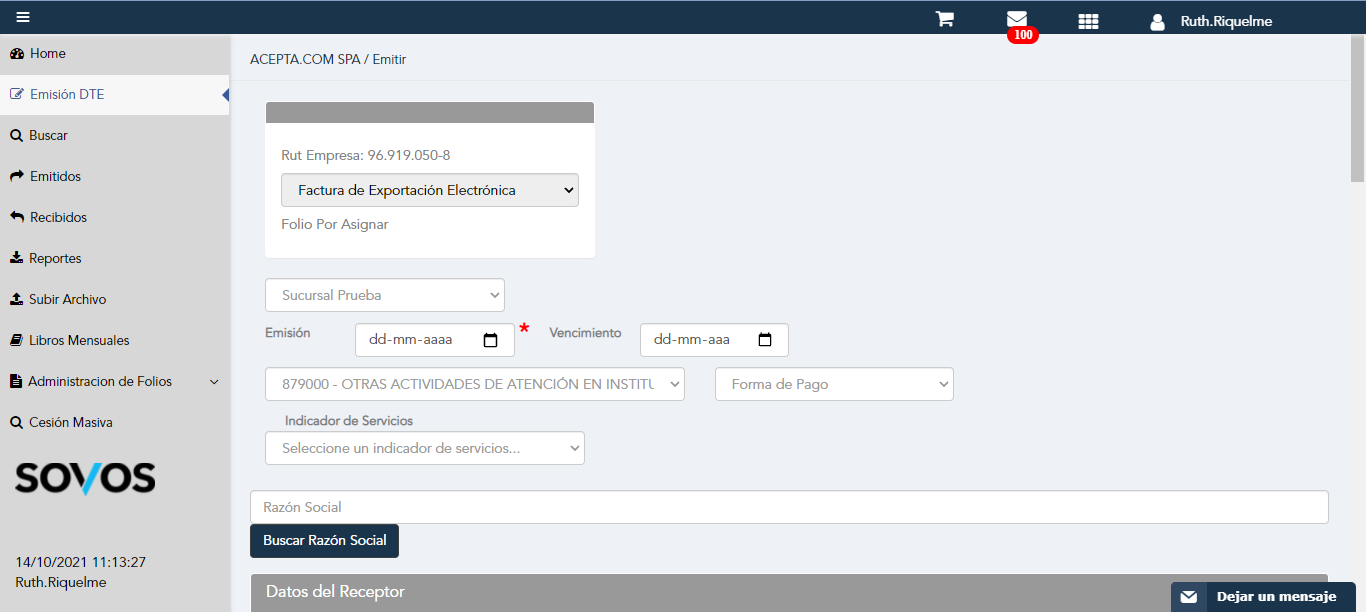 Ruth.Riquelme
100
Home
Emisión DTE
Buscar
Emitidos
Recibidos
Reportes
Subir Archivo
Libros Mensuales
Administracion de Folios
Cesión Masiva
SOVOS
14/10/2021 11:13:27
Ruth.Riquelme
ACEPTA.COM SPA / Emitir
Rut Empresa: 96.919.050-8
Factura de Exportación Electrónica
Folio Por Asignar
Sucursal Prueba
Emisión dd-mm-aaaa * Vencimiento dd-mm-aaa
879000 - OTRAS ACTIVIDADES DE ATENCIÓN EN INSTITU Forma de Pago
Indicador de Servicios
Seleccione un indicador de servicios...
Razón Social
Buscar Razón Social
Datos del Receptor
Dejar un mensaje